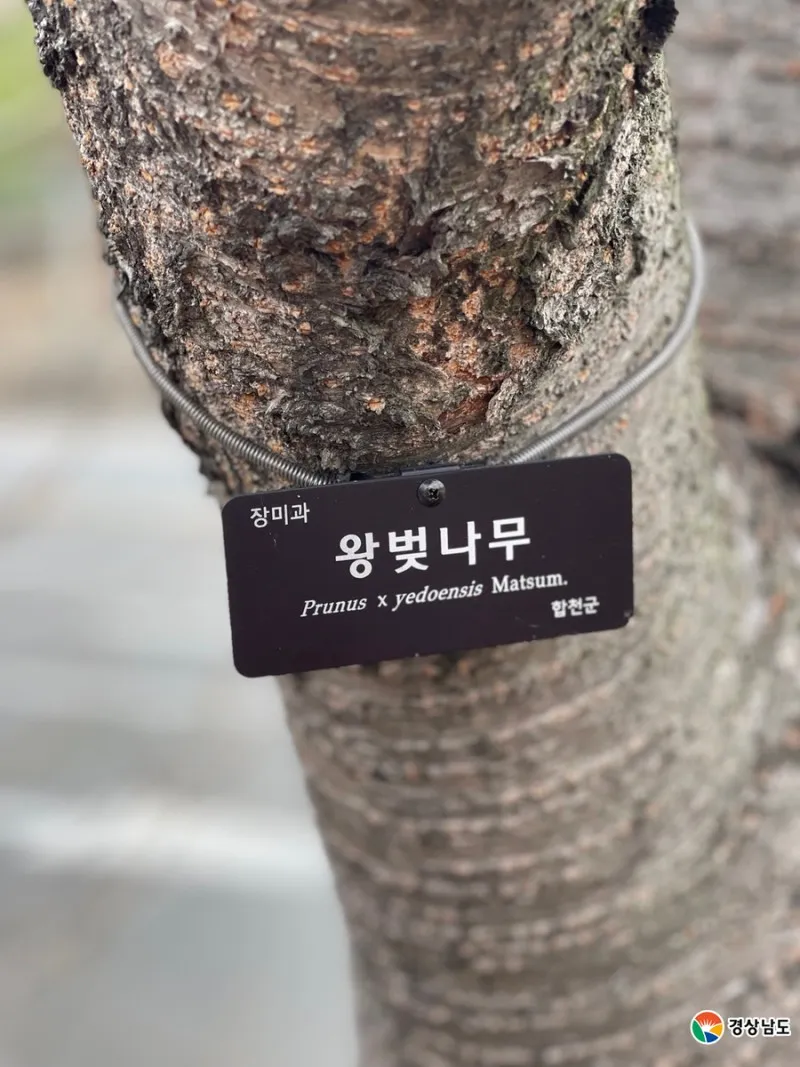 장미과
왕벚나무
Prunus x yedoensis Matsum.
합천군
경상남도